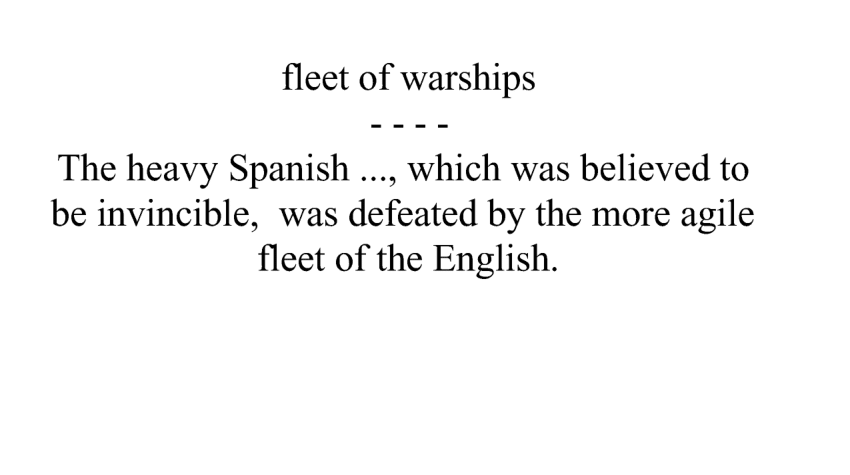 fleet of warships
- - - -
The heavy Spanish ..., which was believed to
be invincible,  was defeated by the more agile
fleet of the English.